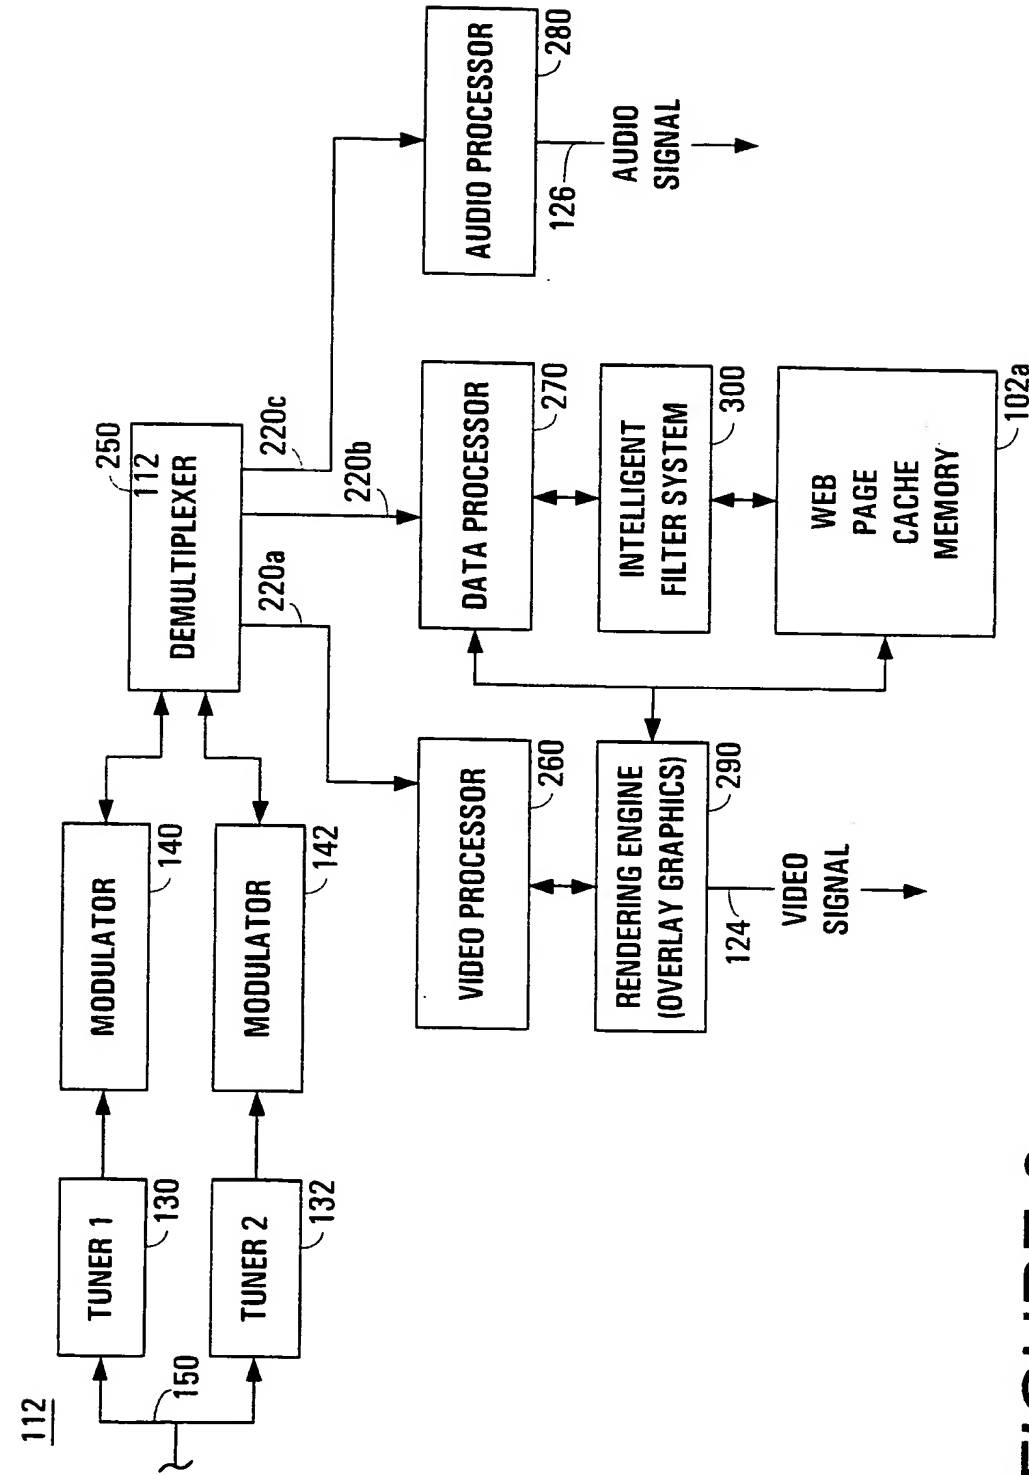 112
150
TUNER 1
130
TUNER 2
132
MODULATOR
140
MODULATOR
142
250
112
DEMULTIPLEXER
220a
220b
220c
VIDEO PROCESSOR
260
RENDERING ENGINE
(OVERLAY GRAPHICS)
290
124
VIDEO
SIGNAL
DATA PROCESSOR
270
INTELLIGENT
FILTER SYSTEM
300
WEB
PAGE
CACHE
MEMORY
102a
AUDIO PROCESSOR
280
126
AUDIO
SIGNAL